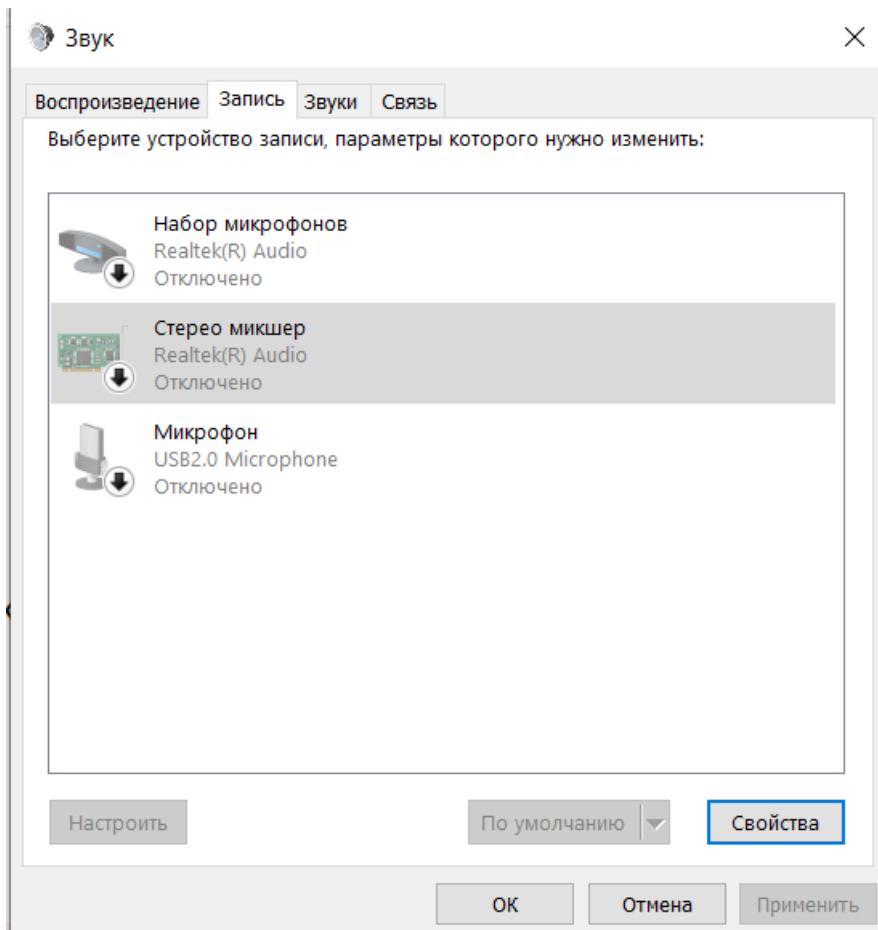 Звук
Воспроизведение Запись Звуки Связь
Выберите устройство записи, параметры которого нужно изменить:
Набор микрофонов
Realtek(R) Audio
Отключено
Стерео микшер
Realtek(R) Audio
Отключено
Микрофон
USB2.0 Microphone
Отключено
Настроить По умолчанию Свойства
ОК Отмена Применить